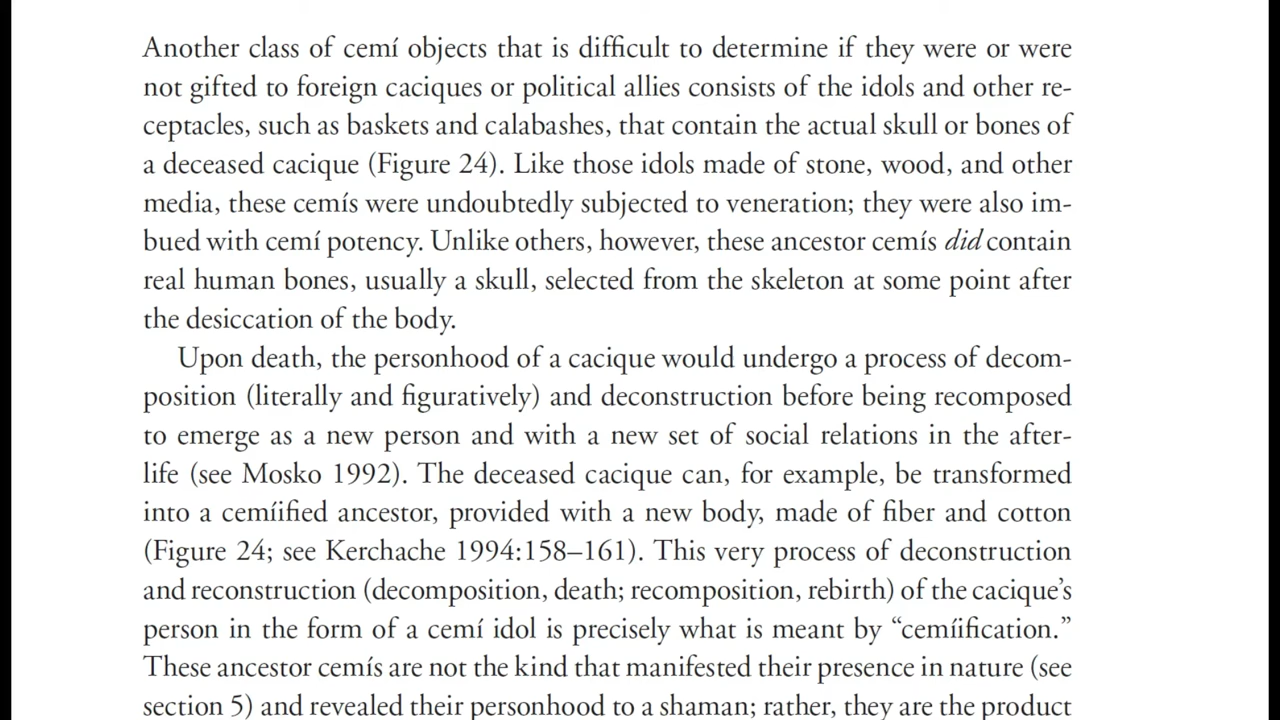 Another class of cemí objects that is difficult to determine if they were or were
not gifted to foreign caciques or political allies consists of the idols and other re-
ceptacles, such as baskets and calabashes, that contain the actual skull or bones of
a deceased cacique (Figure 24). Like those idols made of stone, wood, and other
media, these cemís were undoubtedly subjected to veneration; they were also im-
bued with cemí potency. Unlike others, however, these ancestor cemís did contain
real human bones, usually a skull, selected from the skeleton at some point after
the desiccation of the body.
Upon death, the personhood of a cacique would undergo a process of decom-
position (literally and figuratively) and deconstruction before being recomposed
to emerge as a new person and with a new set of social relations in the after-
life (see Mosko 1992). The deceased cacique can, for example, be transformed
into a cemíified ancestor, provided with a new body, made of fiber and cotton
(Figure 24; see Kerchache 1994:158–161). This very process of deconstruction
and reconstruction (decomposition, death; recomposition, rebirth) of the cacique’s
person in the form of a cemí idol is precisely what is meant by “cemíification.”
These ancestor cemís are not the kind that manifested their presence in nature (see
section 5) and revealed their personhood to a shaman; rather, they are the product